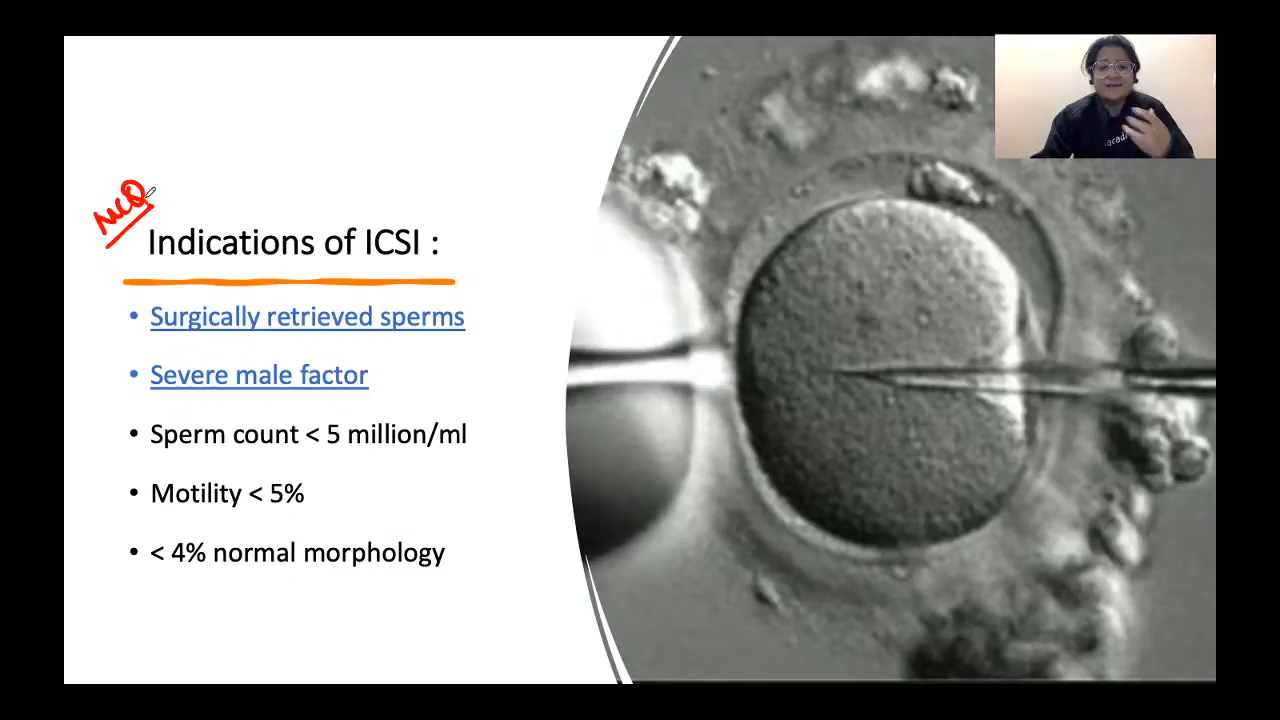 MCQ
Indications of ICSI :
• Surgically retrieved sperms
• Severe male factor
• Sperm count < 5 million/ml
• Motility < 5%
• < 4% normal morphology